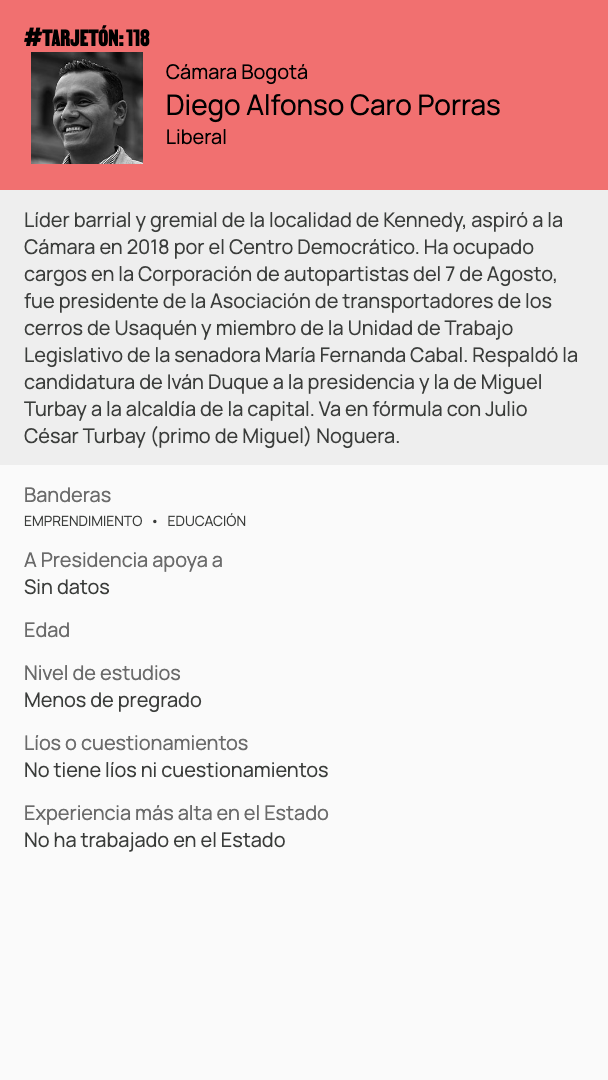 #TARJETÓN: 118
Cámara Bogotá
Diego Alfonso Caro Porras
Liberal
Líder barrial y gremial de la localidad de Kennedy, aspiró a la
Cámara en 2018 por el Centro Democrático. Ha ocupado
cargos en la Corporación de autopartistas del 7 de Agosto,
fue presidente de la Asociación de transportadores de los
cerros de Usaquén y miembro de la Unidad de Trabajo
Legislativo de la senadora María Fernanda Cabal. Respaldó la
candidatura de Iván Duque a la presidencia y la de Miguel
Turbay a la alcaldía de la capital. Va en fórmula con Julio
César Turbay (primo de Miguel) Noguera.
Banderas
EMPRENDIMIENTO • EDUCACIÓN
A Presidencia apoya a
Sin datos
Edad
Nivel de estudios
Menos de pregrado
Líos o cuestionamientos
No tiene líos ni cuestionamientos
Experiencia más alta en el Estado
No ha trabajado en el Estado